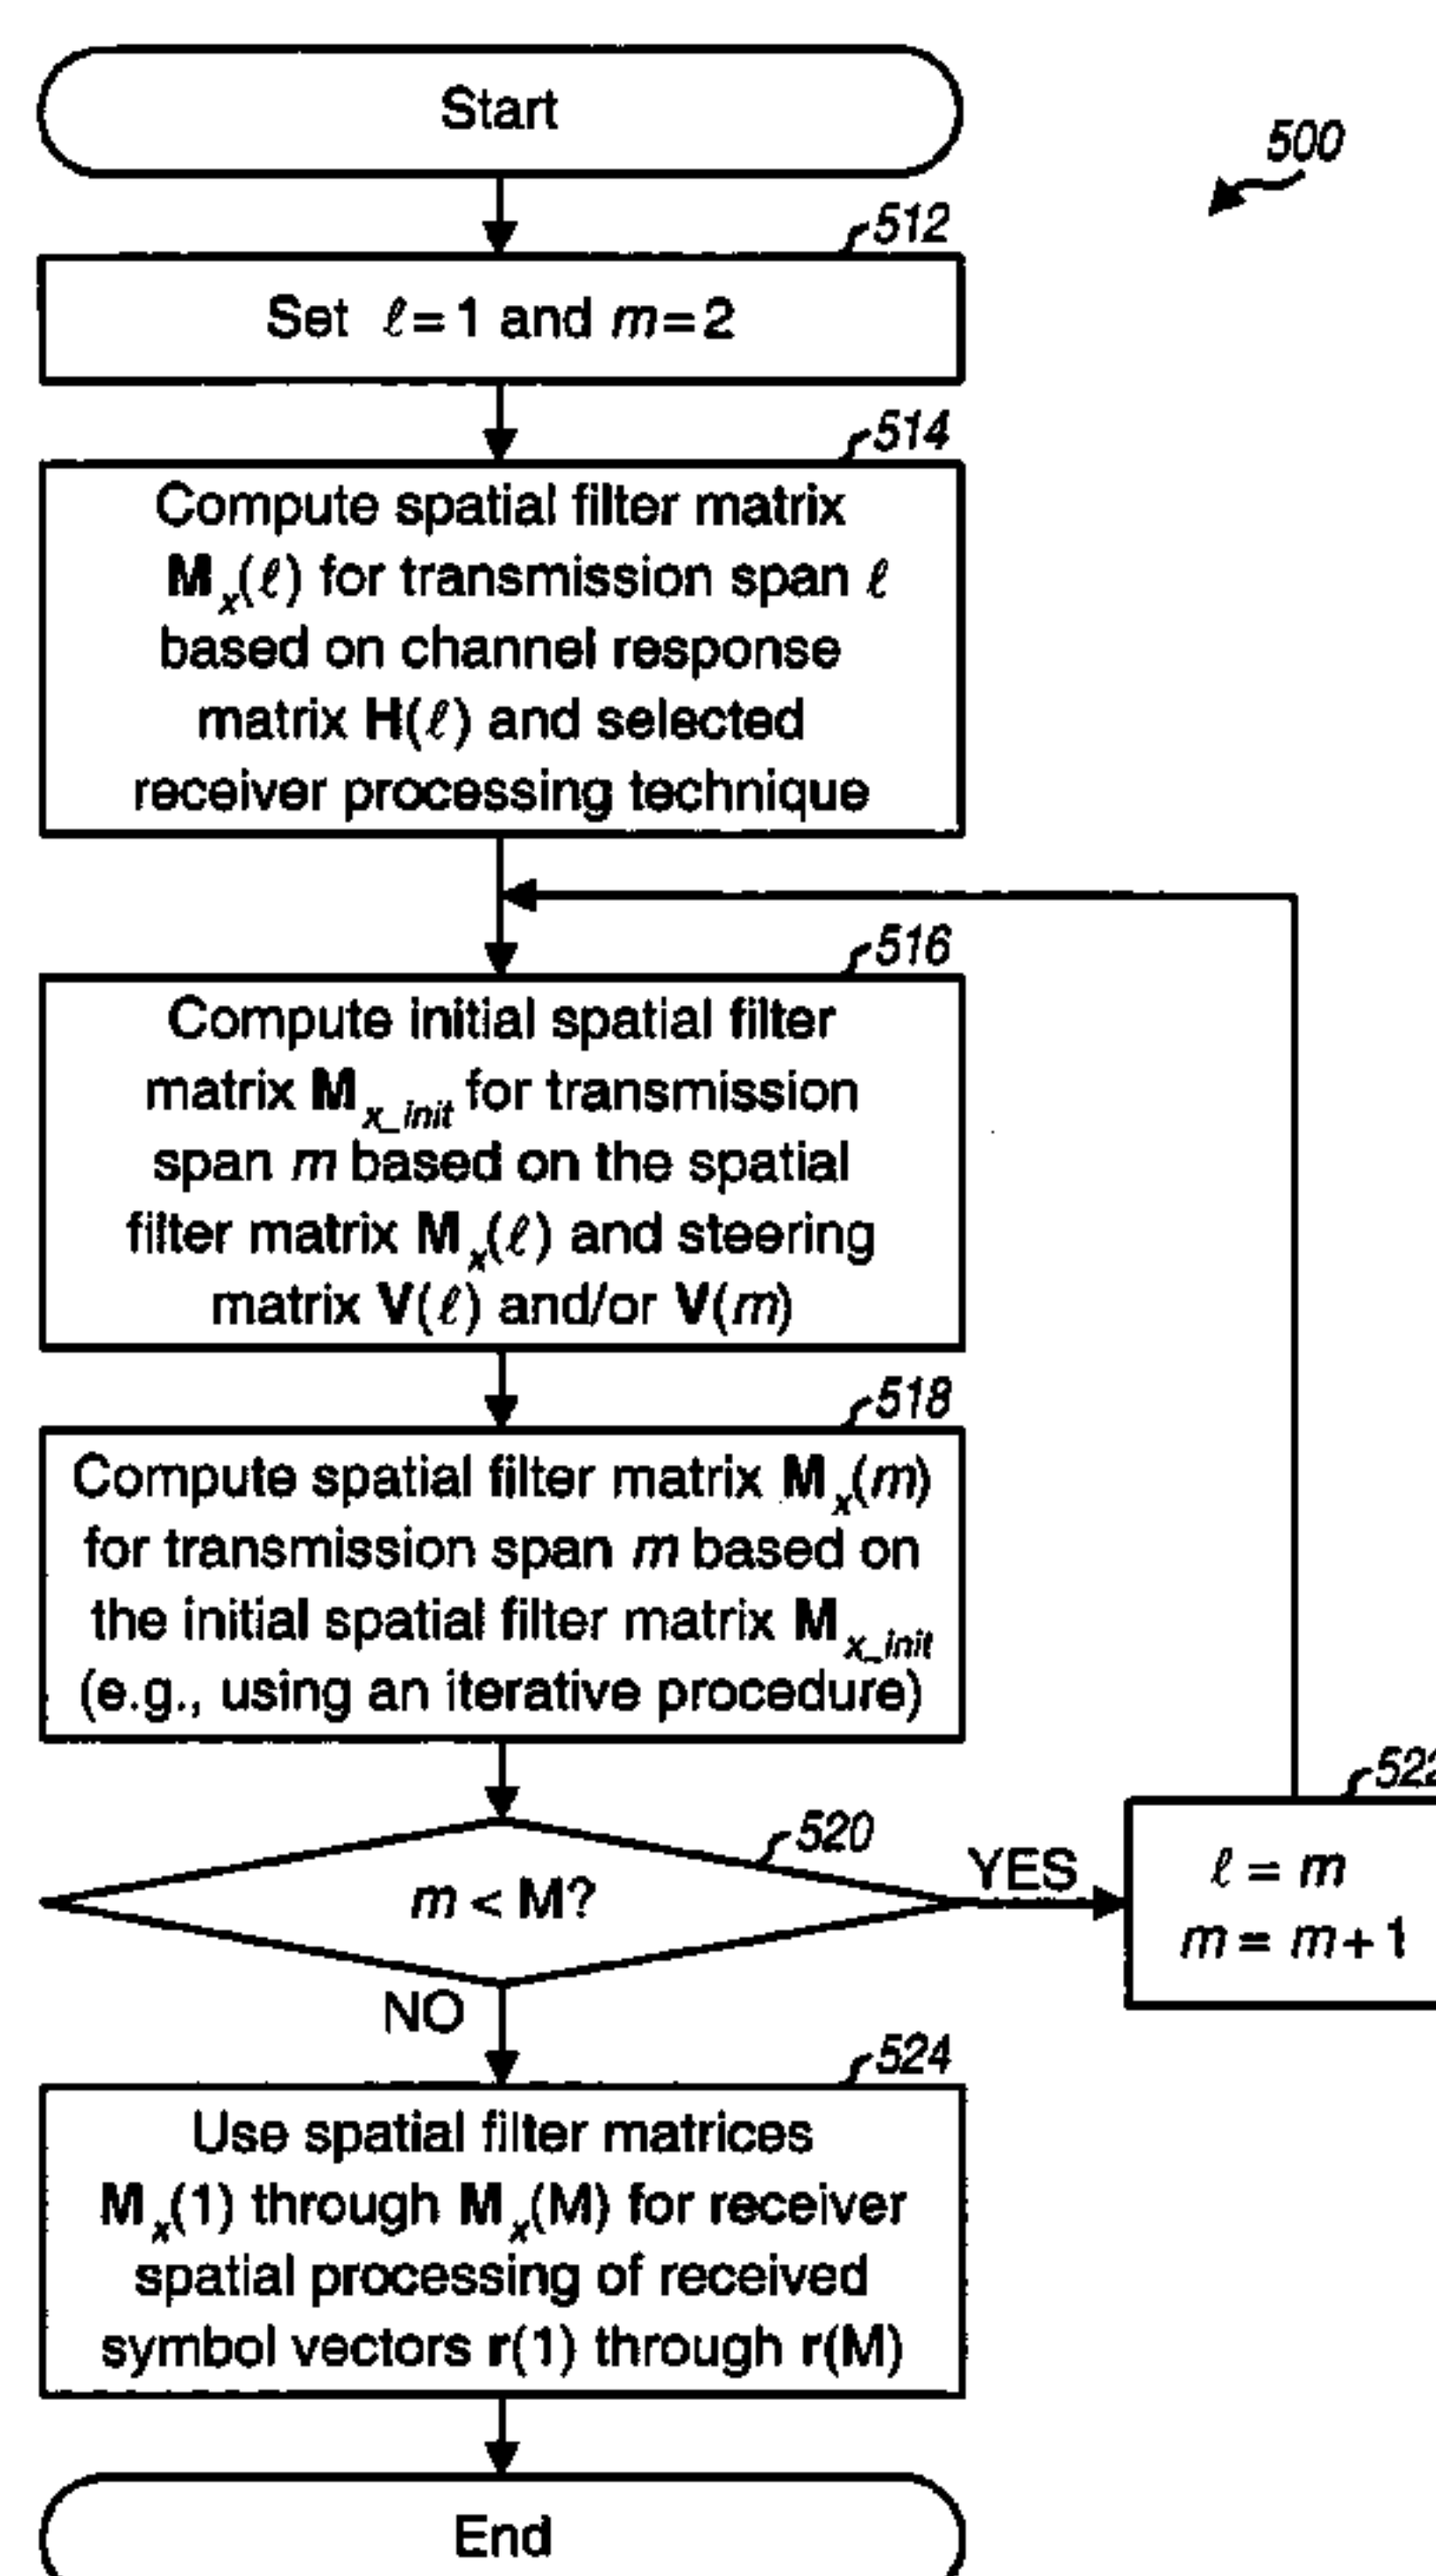 Start
500
512
Set ℓ=1 and m=2
514
Compute spatial filter matrix
Mx(ℓ) for transmission span ℓ
based on channel response
matrix H(ℓ) and selected
receiver processing technique
516
Compute initial spatial filter
matrix Mx_init for transmission
span m based on the spatial
filter matrix Mx(ℓ) and steering
matrix V(ℓ) and/or V(m)
518
Compute spatial filter matrix Mx(m)
for transmission span m based on
the initial spatial filter matrix Mx_init
(e.g., using an iterative procedure)
520
m < M?
YES
522
ℓ = m
m = m+1
NO
524
Use spatial filter matrices
Mx(1) through Mx(M) for receiver
spatial processing of received
symbol vectors r(1) through r(M)
End